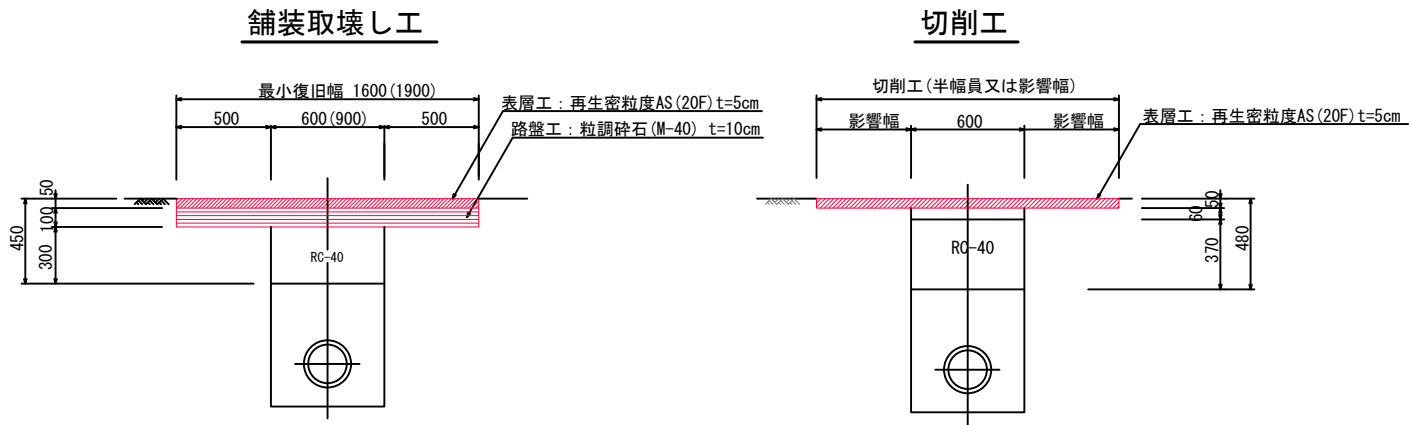 舗装取壊し工
最小復旧幅 1600(1900)
500
600(900)
500
表層工：再生密粒度AS(20F)t=5cm
路盤工：粒調砕石(M-40) t=10cm
50
100
300
450
RC-40
切削工
切削工(半幅員又は影響幅)
影響幅
600
影響幅
表層工：再生密粒度AS(20F)t=5cm
50
60
370
480
RC-40